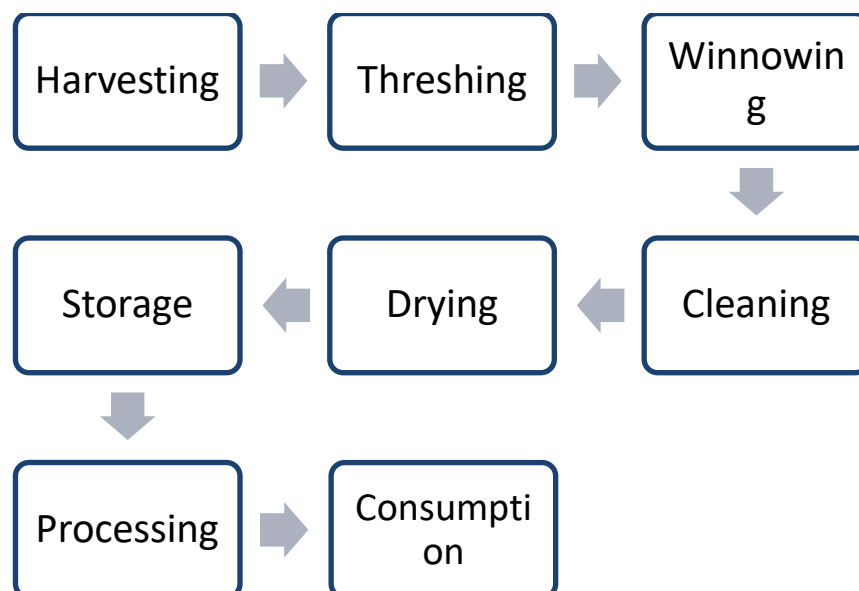 Harvesting
Threshing
Winnowin
g
Cleaning
Drying
Storage
Processing
Consumpti
on